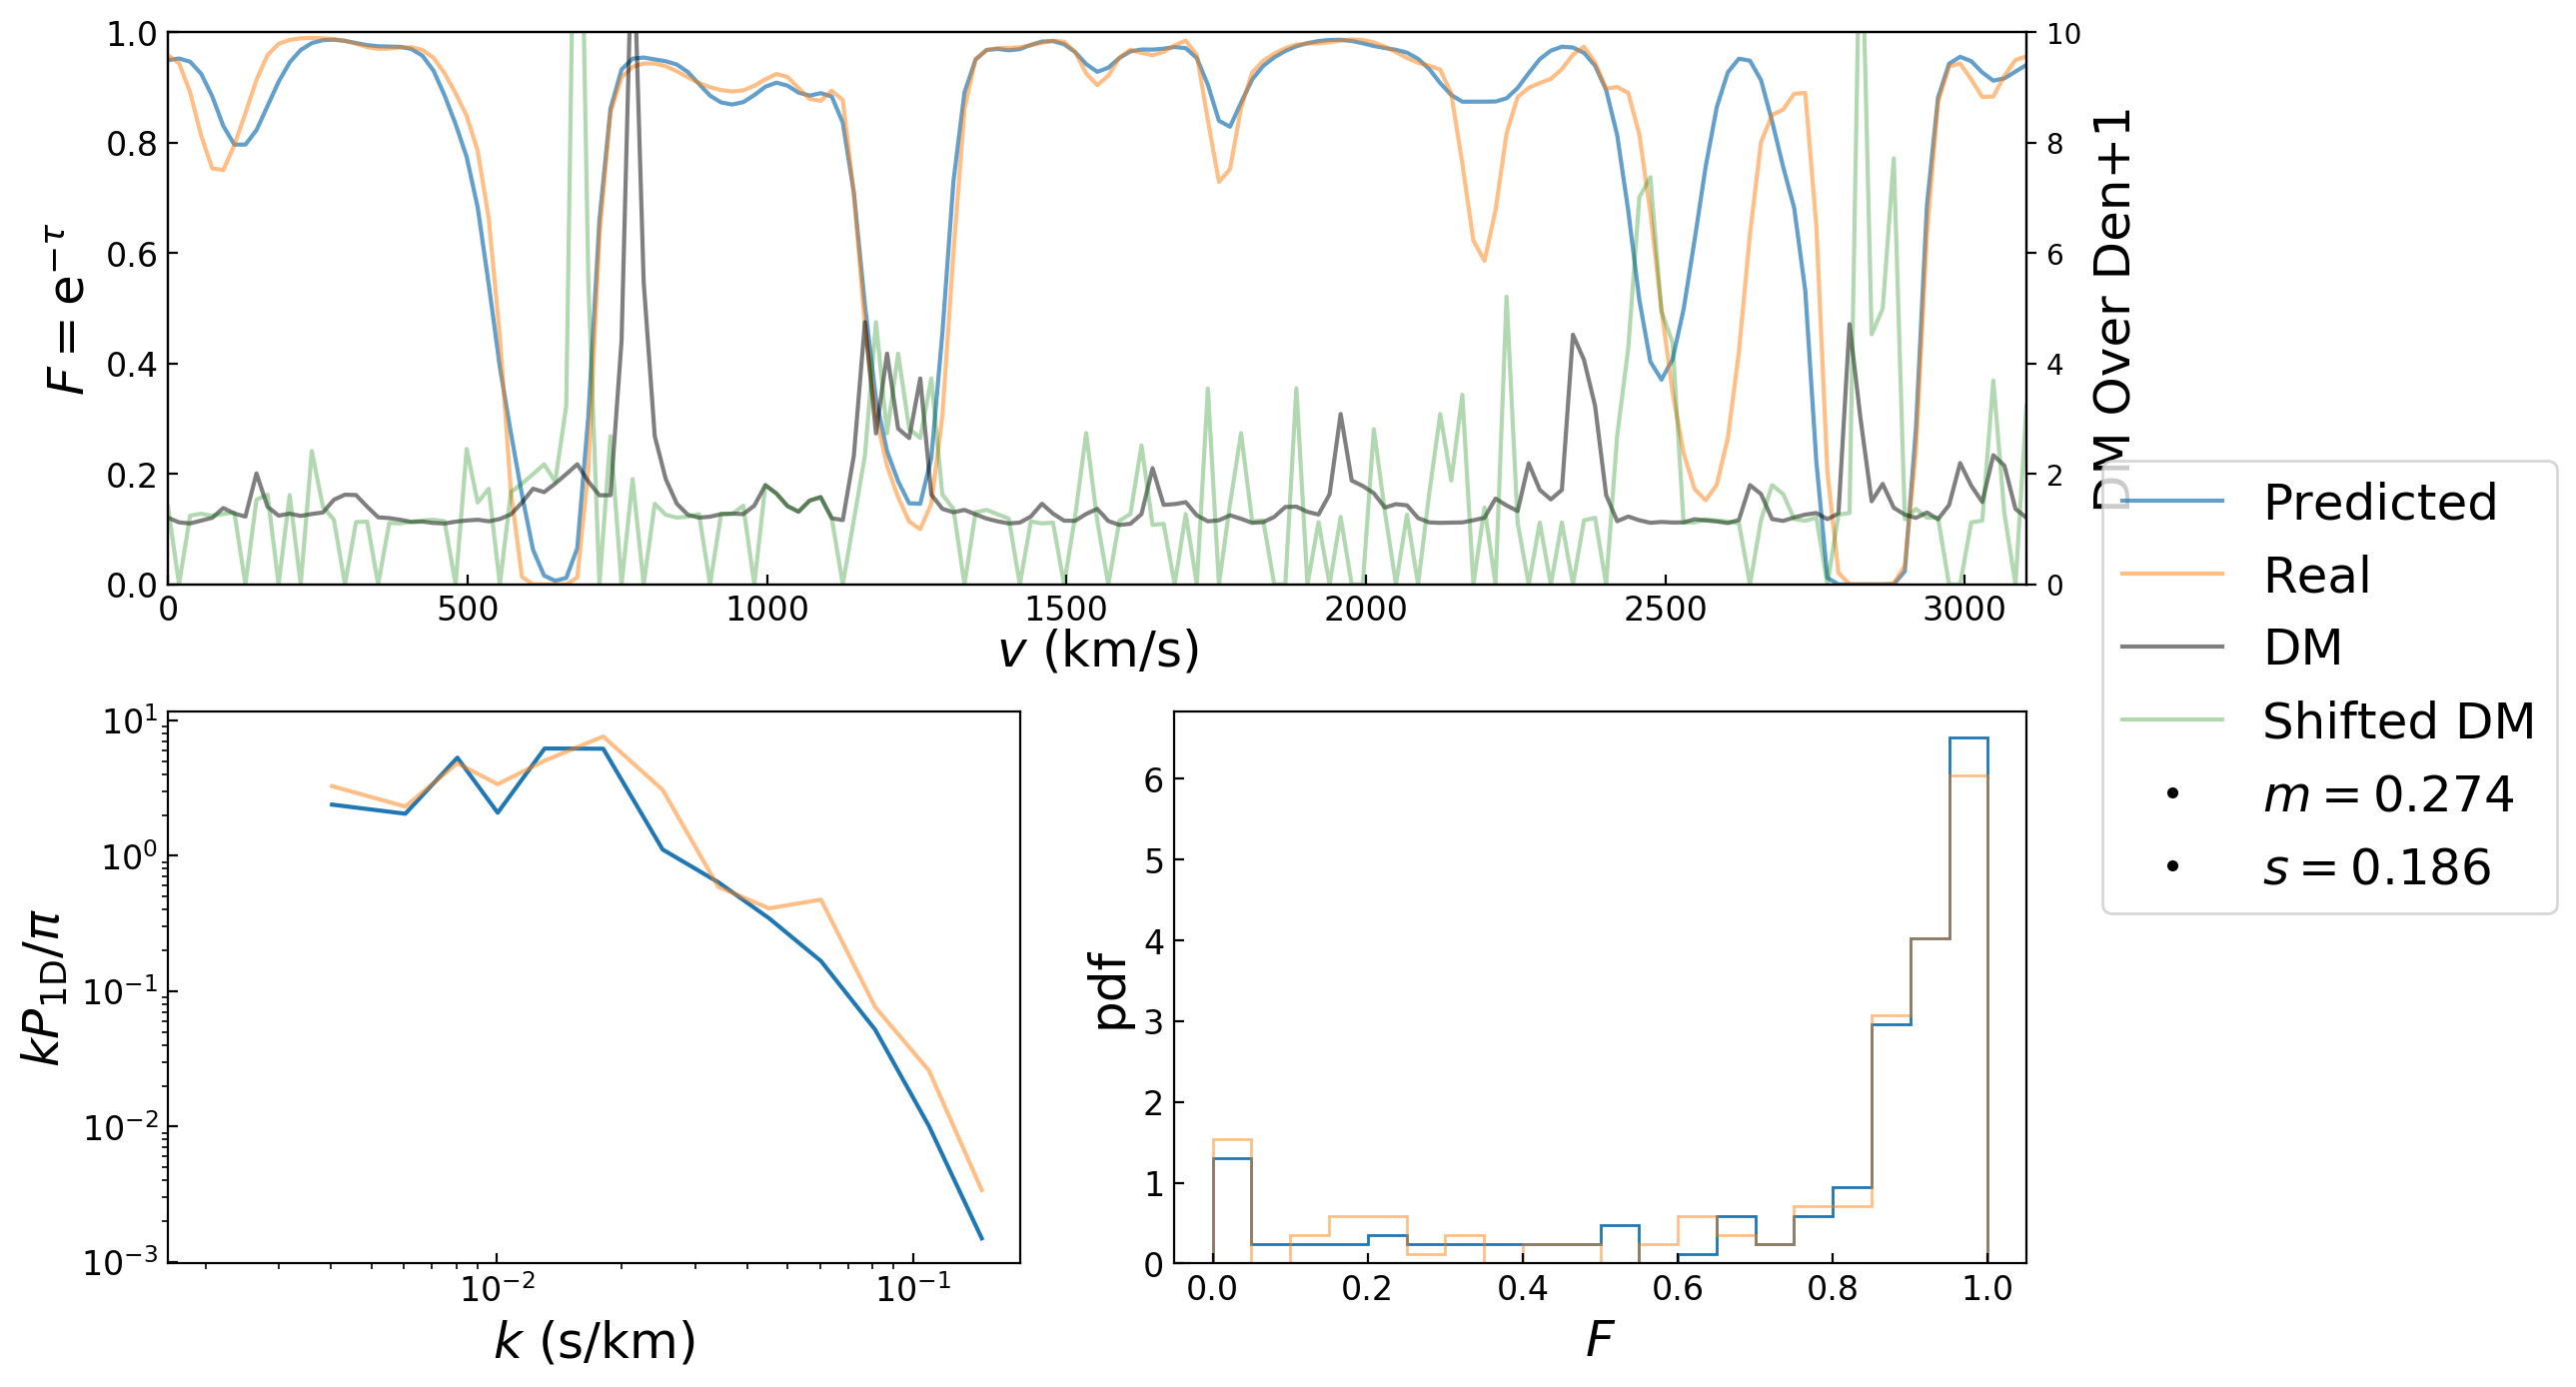 1.0
0.8
0.6
0.4
0.2
0.0
F = e^{−τ}
0 500 1000 1500 2000 2500 3000
v (km/s)
10
8
6
4
2
0
DM Over Den+1
Predicted
Real
DM
Shifted DM
m = 0.274
s = 0.186
10^1
10^0
10^{−1}
10^{−2}
10^{−3}
kP_{1D}/π
10^{−2} 10^{−1}
k (s/km)
6
5
4
3
2
1
0
pdf
0.0 0.2 0.4 0.6 0.8 1.0
F